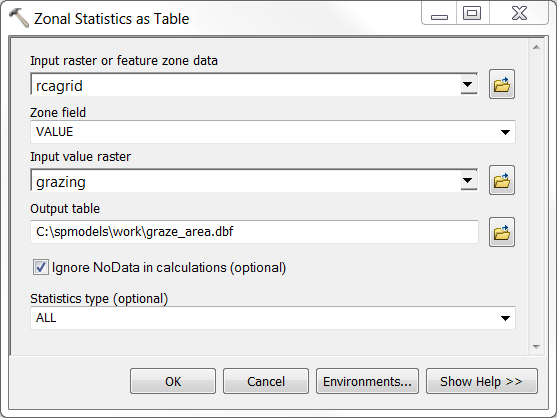 Zonal Statistics as Table
Input raster or feature zone data
rcagrid
Zone field
VALUE
Input value raster
grazing
Output table
C:\spmodels\work\graze_area.dbf
Ignore NoData in calculations (optional)
Statistics type (optional)
ALL
OK Cancel Environments... Show Help >>